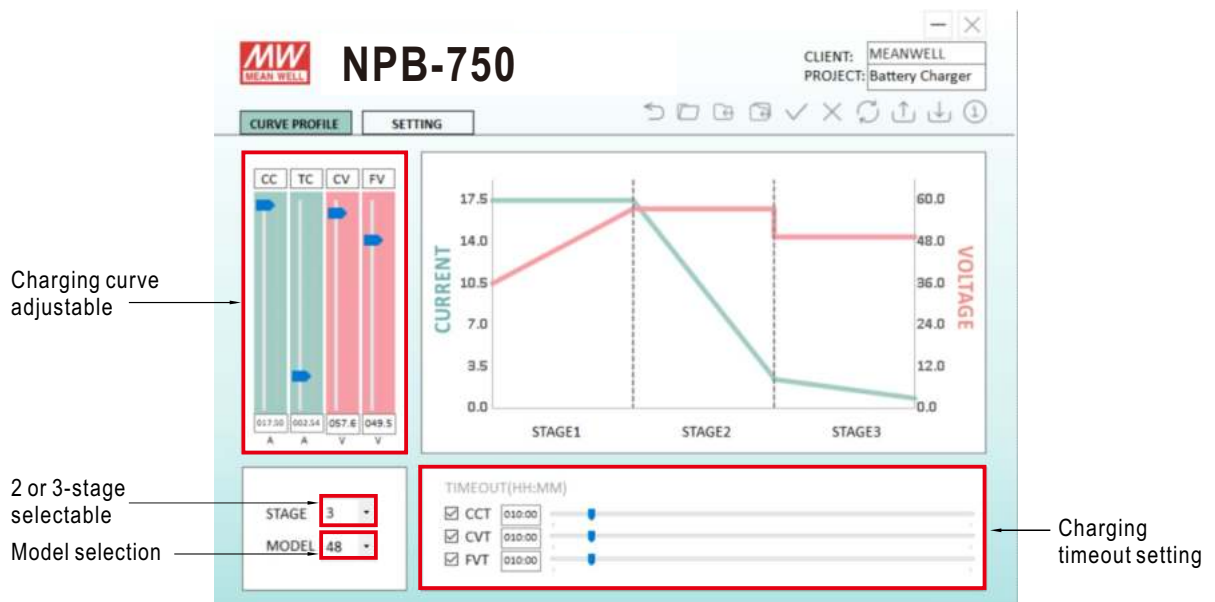 MW
MEAN WELL
NPB-750
CLIENT: MEANWELL
PROJECT: Battery Charger
CURVE PROFILE SETTING
CC TC CV FV
017.50 002.54 057.6 049.5
A A V V
Charging curve
adjustable
CURRENT
17.5
14.0
10.5
7.0
3.5
0.0
60.0
48.0
36.0
24.0
12.0
0.0
VOLTAGE
STAGE1 STAGE2 STAGE3
2 or 3-stage
selectable
Model selection
STAGE 3
MODEL 48
TIMEOUT(HH:MM)
CCT 010:00
CVT 010:00
FVT 010:00
Charging
timeout setting